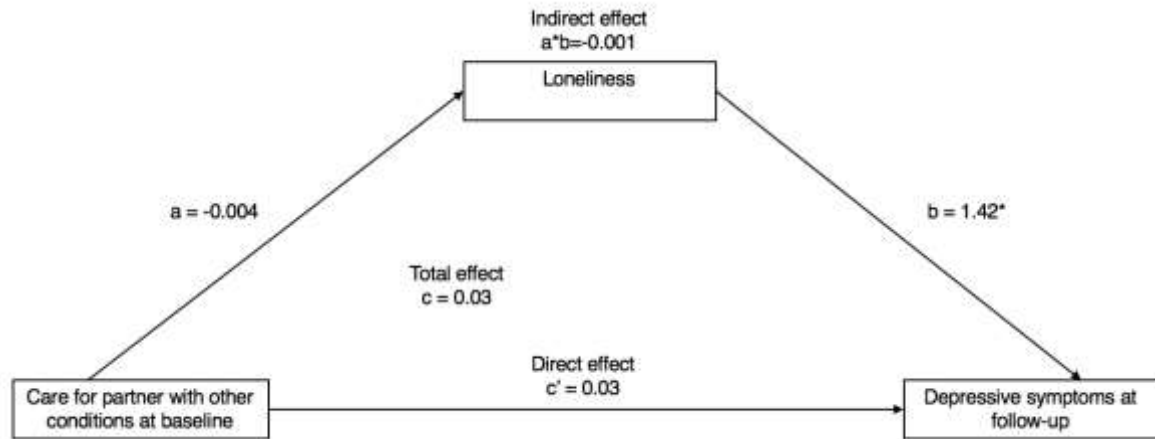 Indirect effect
a*b=-0.001
Loneliness
a = -0.004
b = 1.42*
Total effect
c = 0.03
Direct effect
c' = 0.03
Care for partner with other
conditions at baseline
Depressive symptoms at
follow-up